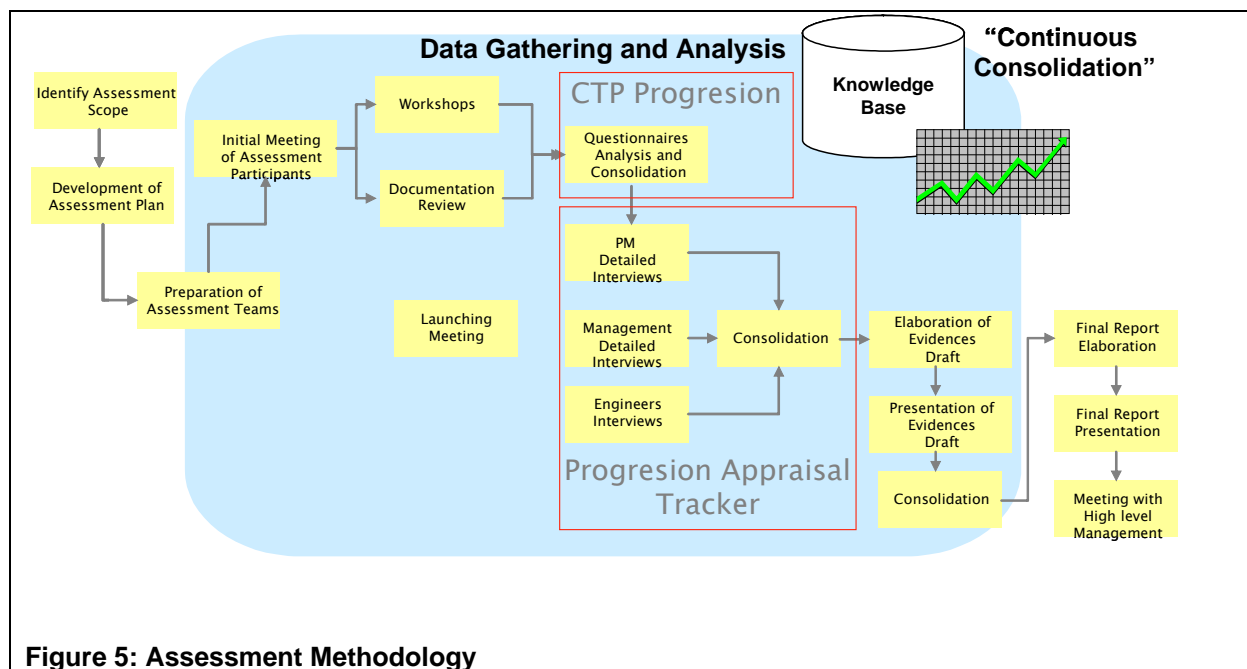 Data Gathering and Analysis
“Continuous
Consolidation”
Knowledge
Base
Identify Assessment
Scope
Development of
Assessment Plan
Preparation of
Assessment Teams
Initial Meeting
of Assessment
Participants
Workshops
Documentation
Review
Launching
Meeting
CTP Progresion
Questionnaires
Analysis and
Consolidation
PM
Detailed
Interviews
Management
Detailed
Interviews
Engineers
Interviews
Consolidation
Progresion Appraisal
Tracker
Elaboration of
Evidences
Draft
Presentation of
Evidences
Draft
Consolidation
Final Report
Elaboration
Final Report
Presentation
Meeting with
High level
Management
Figure 5: Assessment Methodology